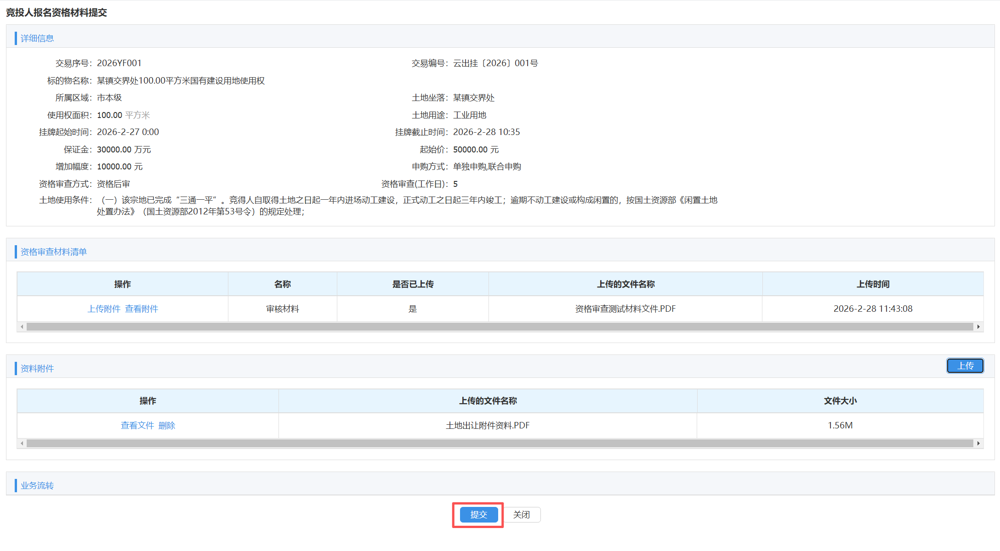 竞投人报名资格材料提交
详细信息
交易序号：2026YF001 交易编号：云出挂〔2026〕001号
标的物名称：某镇交界处100.00平方米国有建设用地使用权
所属区域：市本级 土地坐落：某镇交界处
使用权面积：100.00 平方米 土地用途：工业用地
挂牌起始时间：2026-2-27 0:00 挂牌截止时间：2026-2-28 10:35
保证金：30000.00 万元 起始价：50000.00 元
增加幅度：10000.00 元 申购方式：单独申购,联合申购
资格审查方式：资格后审 资格审查(工作日)：5
土地使用条件：（一）该宗地已完成“三通一平”。竞得人自取得土地之日起一年内进场动工建设，正式动工之日起三年内竣工；逾期不动工建设或构成闲置的，按国土资源部《闲置土地
处置办法》（国土资源部2012年第53号令）的规定处理；
资格审查材料清单
操作 名称 是否已上传 上传的文件名称 上传时间
上传附件 查看附件 审核材料 是 资格审查测试材料文件.PDF 2026-2-28 11:43:08
资料附件 上传
操作 上传的文件名称 文件大小
查看文件 删除 土地出让附件资料.PDF 1.56M
业务流转
提交 关闭